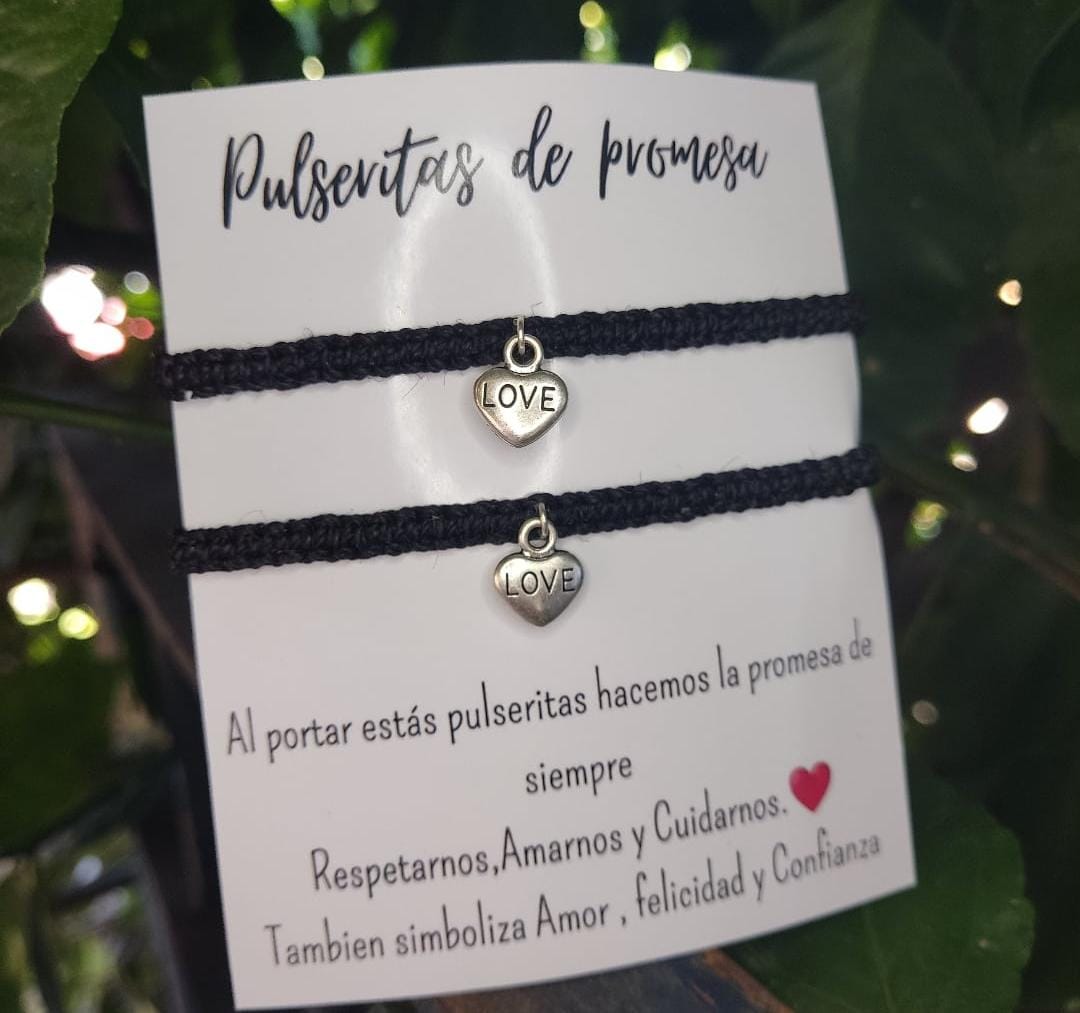 Pulseritas de promesa
LOVE
LOVE
Al portar estás pulseritas hacemos la promesa de
siempre
Respetarnos,Amarnos y Cuidarnos.❤️
Tambien simboliza Amor , felicidad y Confianza